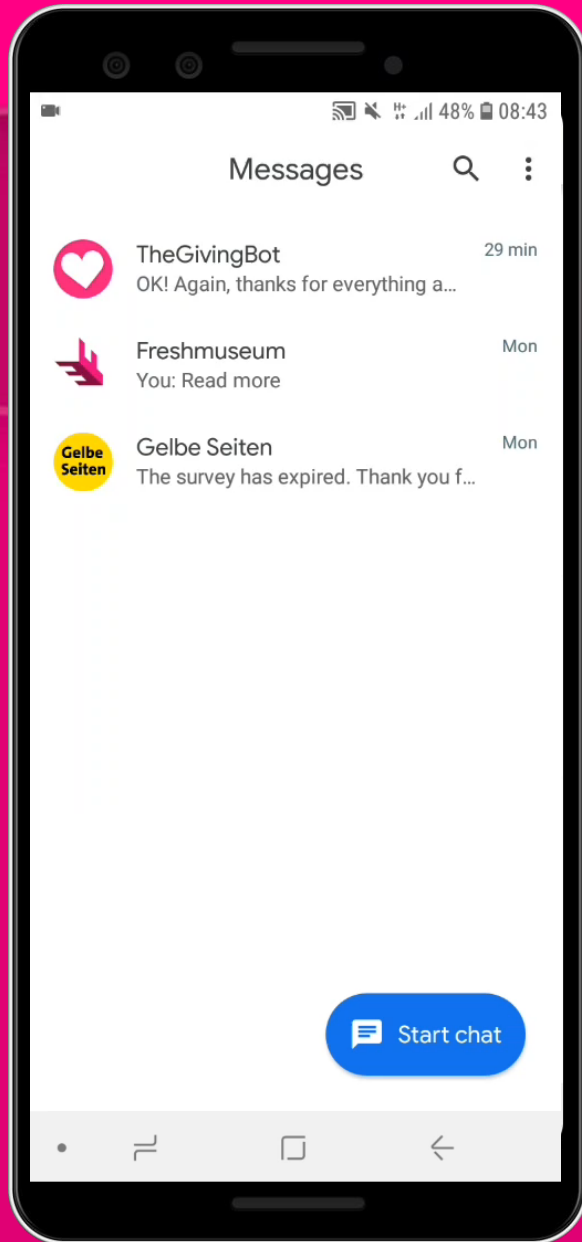 48% 08:43
Messages
TheGivingBot
29 min
OK! Again, thanks for everything a...
Freshmuseum
Mon
You: Read more
Gelbe
Seiten
Gelbe Seiten
Mon
The survey has expired. Thank you f...
Start chat